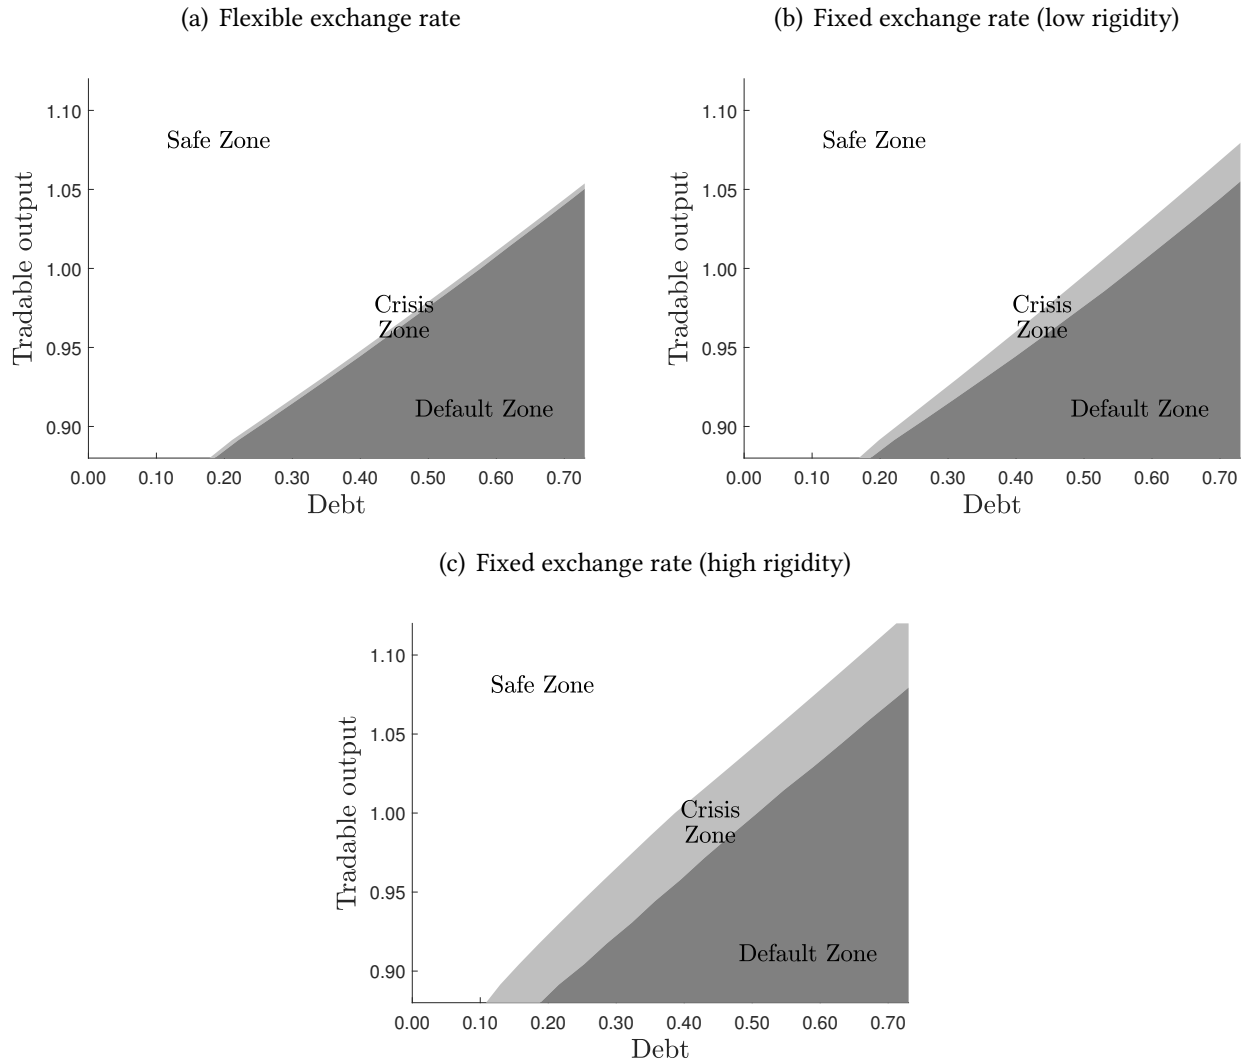 (a) Flexible exchange rate
1.10
1.05
1.00
0.95
0.90
Tradable output
Safe Zone
Crisis
Zone
Default Zone
0.00 0.10 0.20 0.30 0.40 0.50 0.60 0.70
Debt
(b) Fixed exchange rate (low rigidity)
1.10
1.05
1.00
0.95
0.90
Tradable output
Safe Zone
Crisis
Zone
Default Zone
0.00 0.10 0.20 0.30 0.40 0.50 0.60 0.70
Debt
(c) Fixed exchange rate (high rigidity)
1.10
1.05
1.00
0.95
0.90
Tradable output
Safe Zone
Crisis
Zone
Default Zone
0.00 0.10 0.20 0.30 0.40 0.50 0.60 0.70
Debt